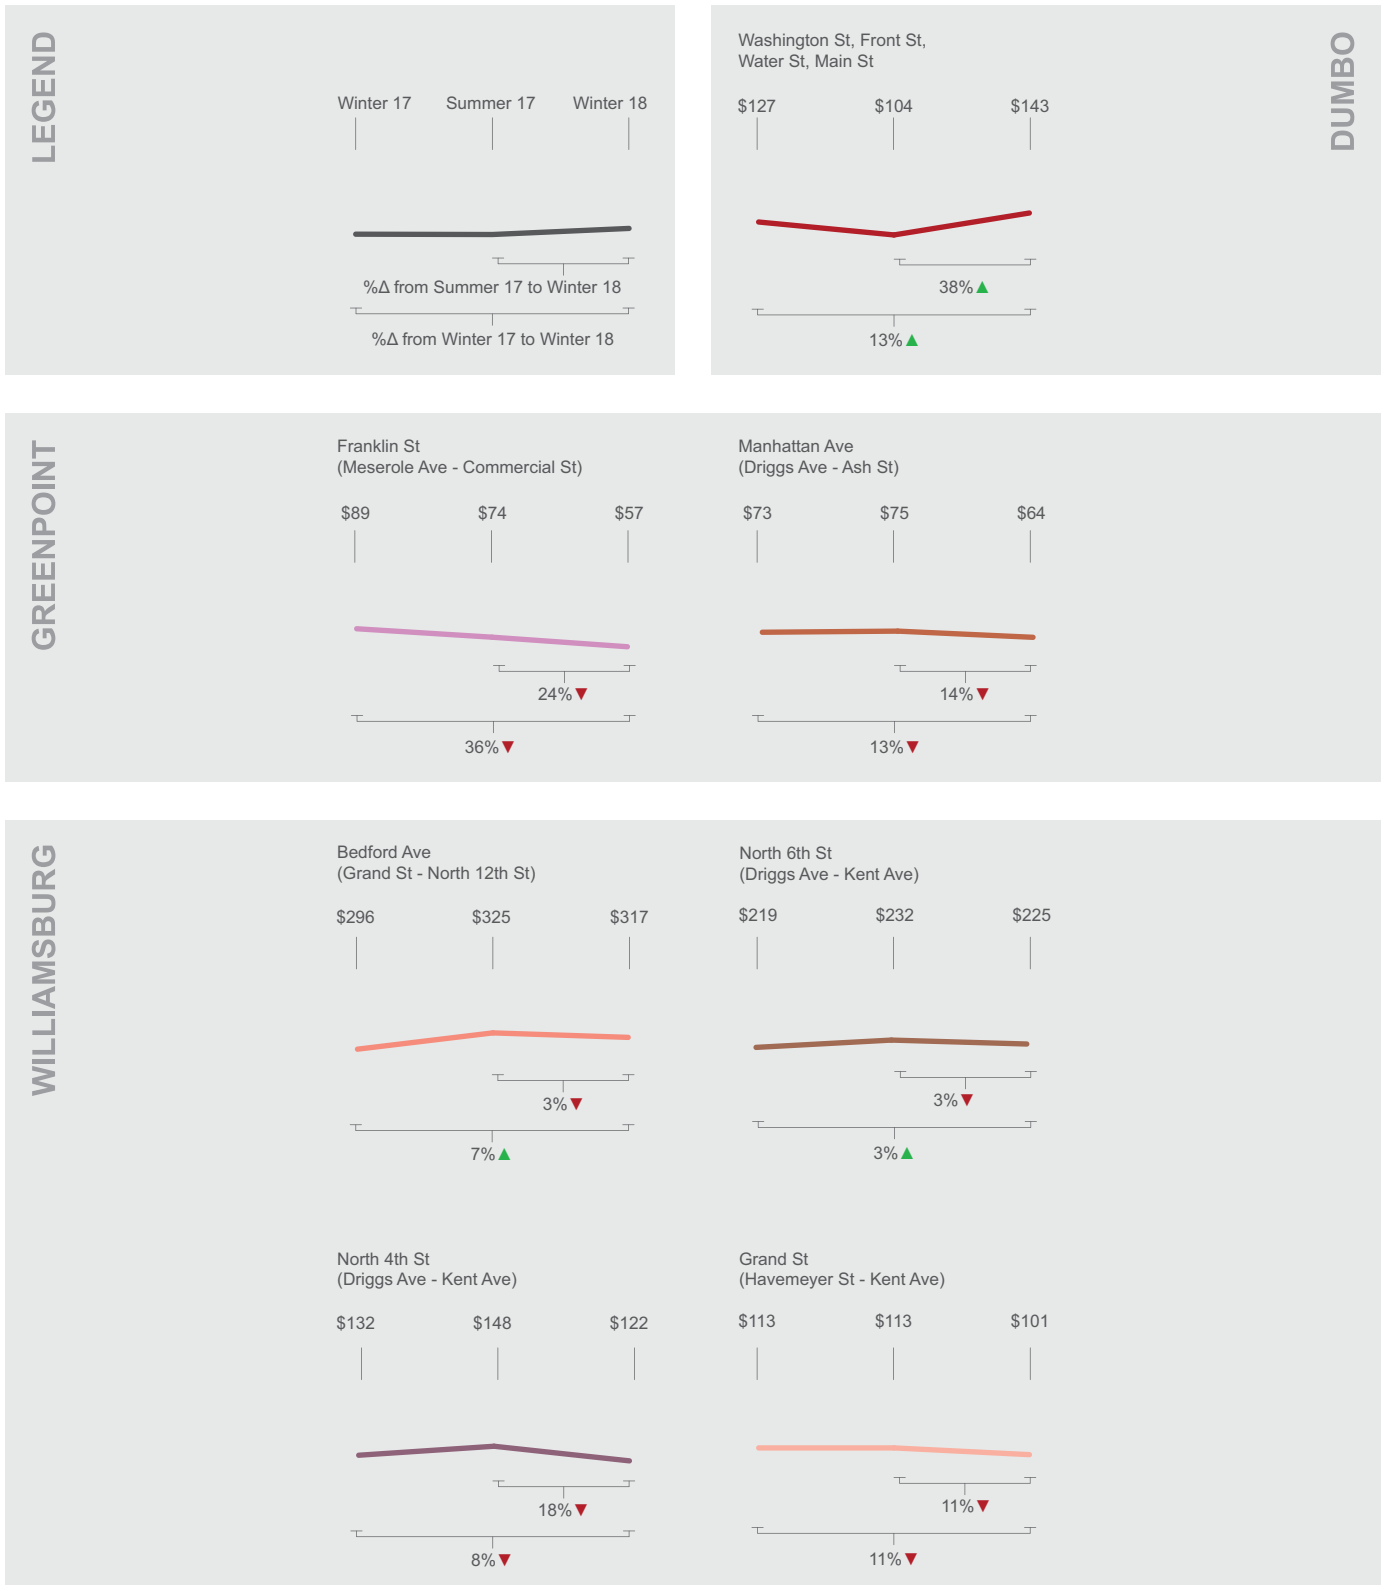 LEGEND
Winter 17 Summer 17 Winter 18
%Δ from Summer 17 to Winter 18
%Δ from Winter 17 to Winter 18
DUMBO
Washington St, Front St,
Water St, Main St
$127 $104 $143
38% ▲
13% ▲
GREENPOINT
Franklin St
(Meserole Ave - Commercial St)
$89 $74 $57
24% ▼
36% ▼
Manhattan Ave
(Driggs Ave - Ash St)
$73 $75 $64
14% ▼
13% ▼
WILLIAMSBURG
Bedford Ave
(Grand St - North 12th St)
$296 $325 $317
3% ▼
7% ▲
North 6th St
(Driggs Ave - Kent Ave)
$219 $232 $225
3% ▼
3% ▲
North 4th St
(Driggs Ave - Kent Ave)
$132 $148 $122
18% ▼
8% ▼
Grand St
(Havemeyer St - Kent Ave)
$113 $113 $101
11% ▼
11% ▼